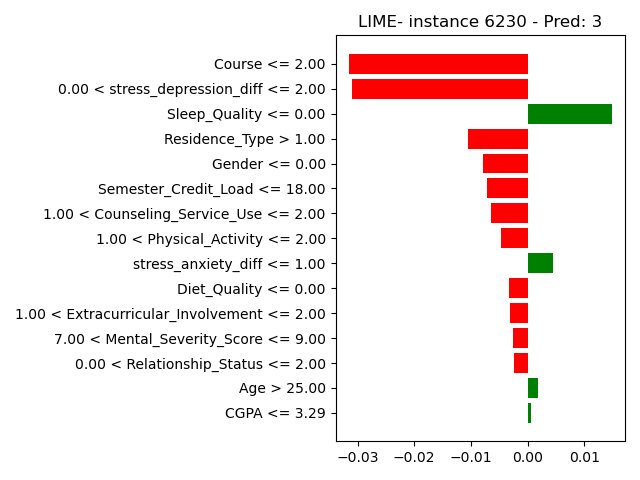 LIME- instance 6230 - Pred: 3
Course <= 2.00
0.00 < stress_depression_diff <= 2.00
Sleep_Quality <= 0.00
Residence_Type > 1.00
Gender <= 0.00
Semester_Credit_Load <= 18.00
1.00 < Counseling_Service_Use <= 2.00
1.00 < Physical_Activity <= 2.00
stress_anxiety_diff <= 1.00
Diet_Quality <= 0.00
1.00 < Extracurricular_Involvement <= 2.00
7.00 < Mental_Severity_Score <= 9.00
0.00 < Relationship_Status <= 2.00
Age > 25.00
CGPA <= 3.29
−0.03 −0.02 −0.01 0.00 0.01